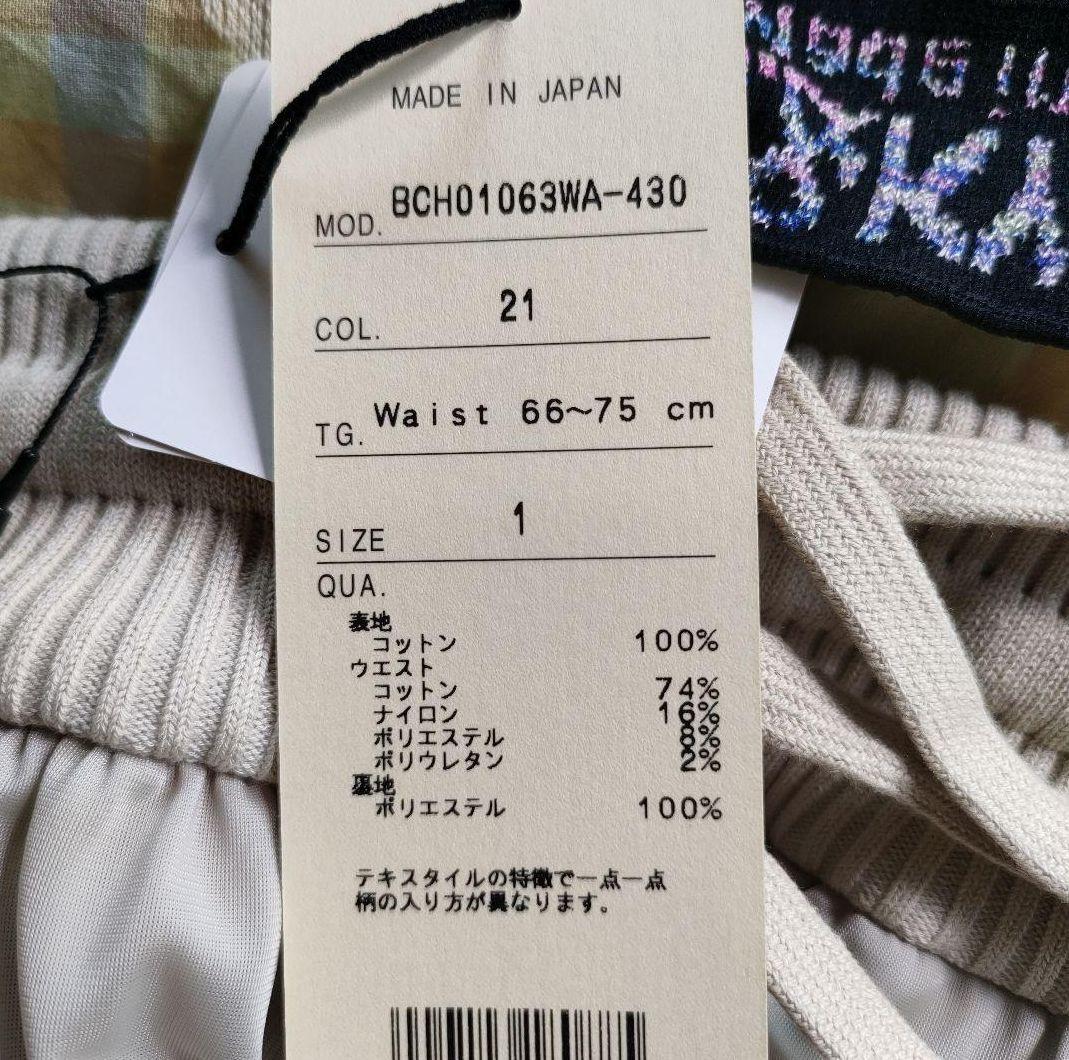 MADE IN JAPAN
MOD. BCH01063WA-430
COL. 21
TG. Waist 66〜75 cm
SIZE 1
QUA.
表地
コットン 100%
ウエスト
コットン 74%
ナイロン 16%
ポリエステル 8%
ポリウレタン 2%
裏地
ポリエステル 100%
テキスタイルの特徴で一点一点
柄の入り方が異なります。